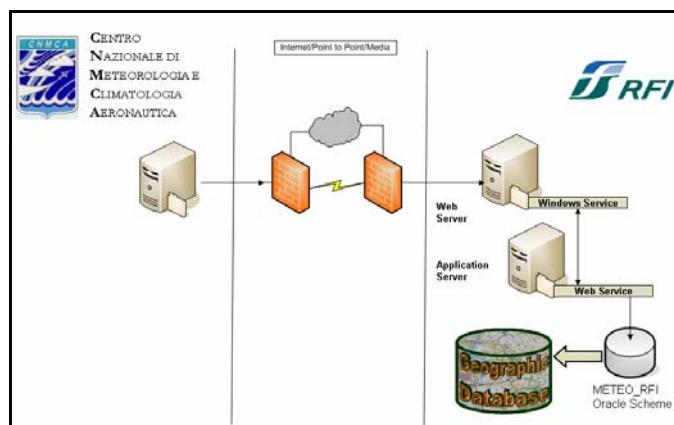 CNMCA
CENTRO
NAZIONALE DI
METEOROLOGIA E
CLIMATOLOGIA
AERONAUTICA
Internet/Point to Point/Media
RFI
Web
Server
Windows Service
Application
Server
Web Service
Geographic
Database
METEO_RFI
Oracle Scheme